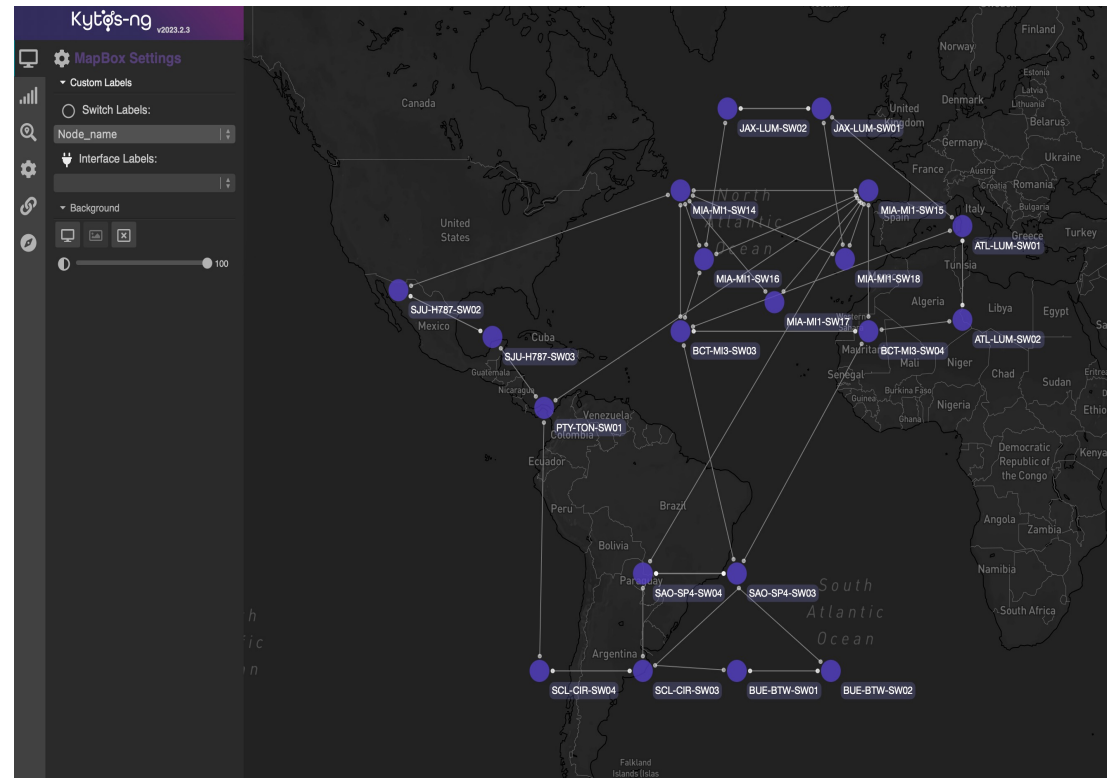 Kytos-ng v2023.2.3
MapBox Settings
Custom Labels
Switch Labels:
Node_name
Interface Labels:
Background
100
Finland
Norway
Estonia
Latvia
Lithuania
Denmark
Belarus
United
Kingdom
Canada
JAX-LUM-SW02
JAX-LUM-SW01
Germany
Ukraine
France
Austria
Croatia
Romania
North
Atlantic
Ocean
MIA-MI1-SW14
MIA-MI1-SW15
Spain
Italy
Bulgaria
United
States
Greece
Turkey
ATL-LUM-SW01
Tunisia
MIA-MI1-SW16
MIA-MI1-SW18
SJU-H787-SW02
Mexico
MIA-MI1-SW17
Western
Algeria
Libya
Egypt
Cuba
SJU-H787-SW03
BCT-MI3-SW03
BCT-MI3-SW04
ATL-LUM-SW02
Mali
Niger
Chad
Sudan
Guatemala
Nicaragua
Senegal
Burkina Faso
Guinea
Nigeria
Ghana
Venezuela
PTY-TON-SW01
Colombia
Ecuador
Democratic
Republic of
the Congo
Kenya
Peru
Brazil
Angola
Zambia
Bolivia
Namibia
Paraguay
SAO-SP4-SW04
SAO-SP4-SW03
South
Atlantic
Ocean
South Africa
Argentina
SCL-CIR-SW04
SCL-CIR-SW03
BUE-BTW-SW01
BUE-BTW-SW02
Falkland
Islands (Islas